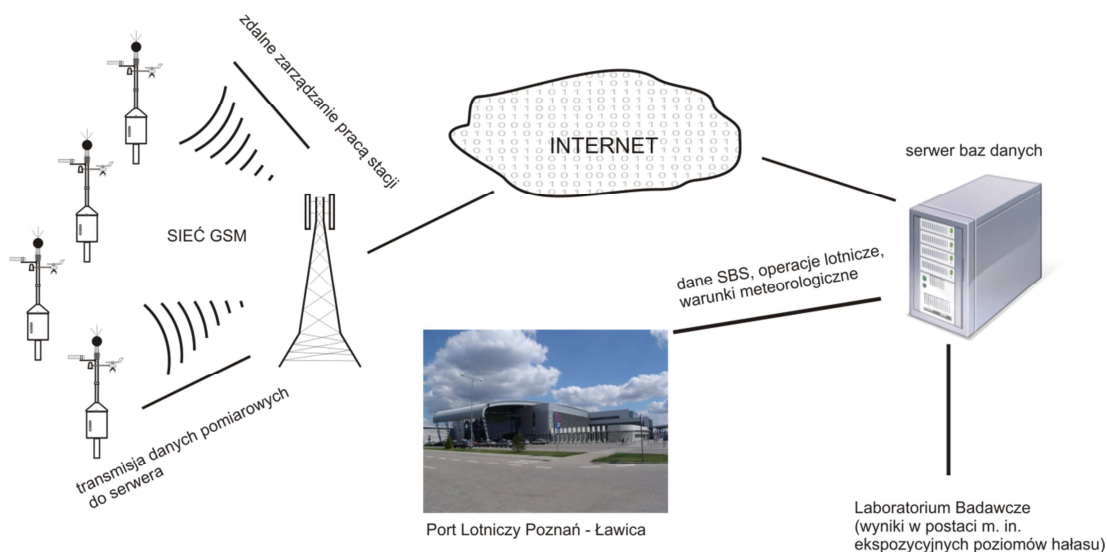 zdalne zarządzanie pracą stacji
INTERNET
serwer baz danych
SIEĆ GSM
dane SBS, operacje lotnicze,
warunki meteorologiczne
transmisja danych pomiarowych
do serwera
Port Lotniczy Poznań - Ławica
Laboratorium Badawcze
(wyniki w postaci m. in.
ekspozycyjnych poziomów hałasu)